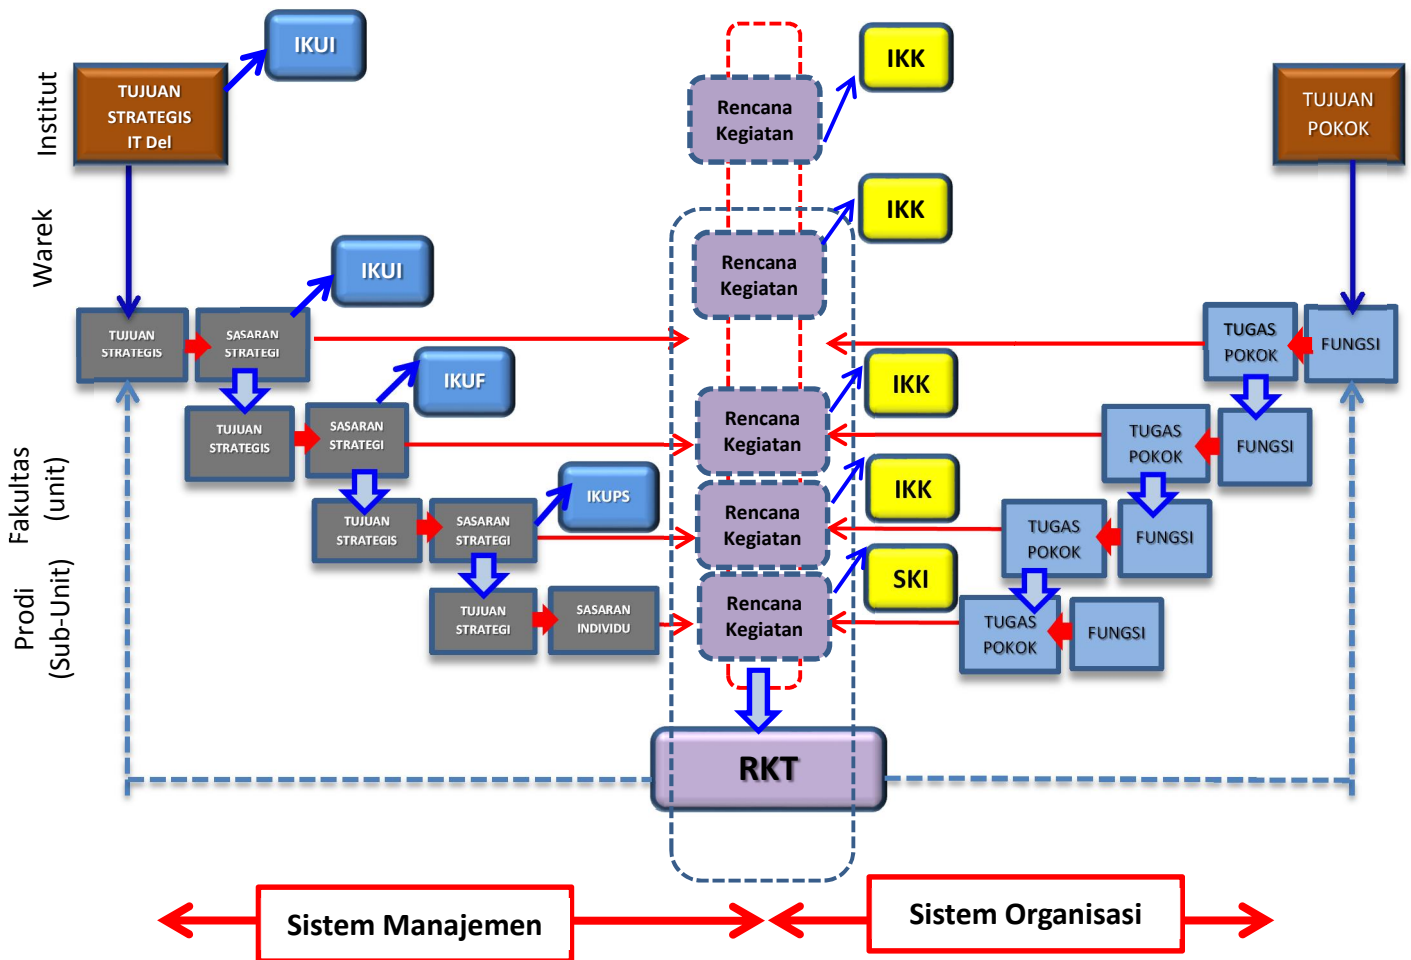 IKUI
IKK
Institut
TUJUAN
STRATEGIS
IT Del
Rencana
Kegiatan
TUJUAN
POKOK
Warek
IKUI
IKK
Rencana
Kegiatan
TUJUAN
STRATEGIS
SASARAN
STRATEGI
TUGAS
POKOK
FUNGSI
IKUF
IKK
TUJUAN
STRATEGIS
SASARAN
STRATEGI
Rencana
Kegiatan
TUGAS
POKOK
FUNGSI
Fakultas
(unit)
IKUPS
IKK
TUJUAN
STRATEGIS
SASARAN
STRATEGI
Rencana
Kegiatan
TUGAS
POKOK
FUNGSI
Prodi
(Sub-Unit)
SKI
TUJUAN
STRATEGI
SASARAN
INDIVIDU
Rencana
Kegiatan
TUGAS
POKOK
FUNGSI
RKT
Sistem Manajemen
Sistem Organisasi